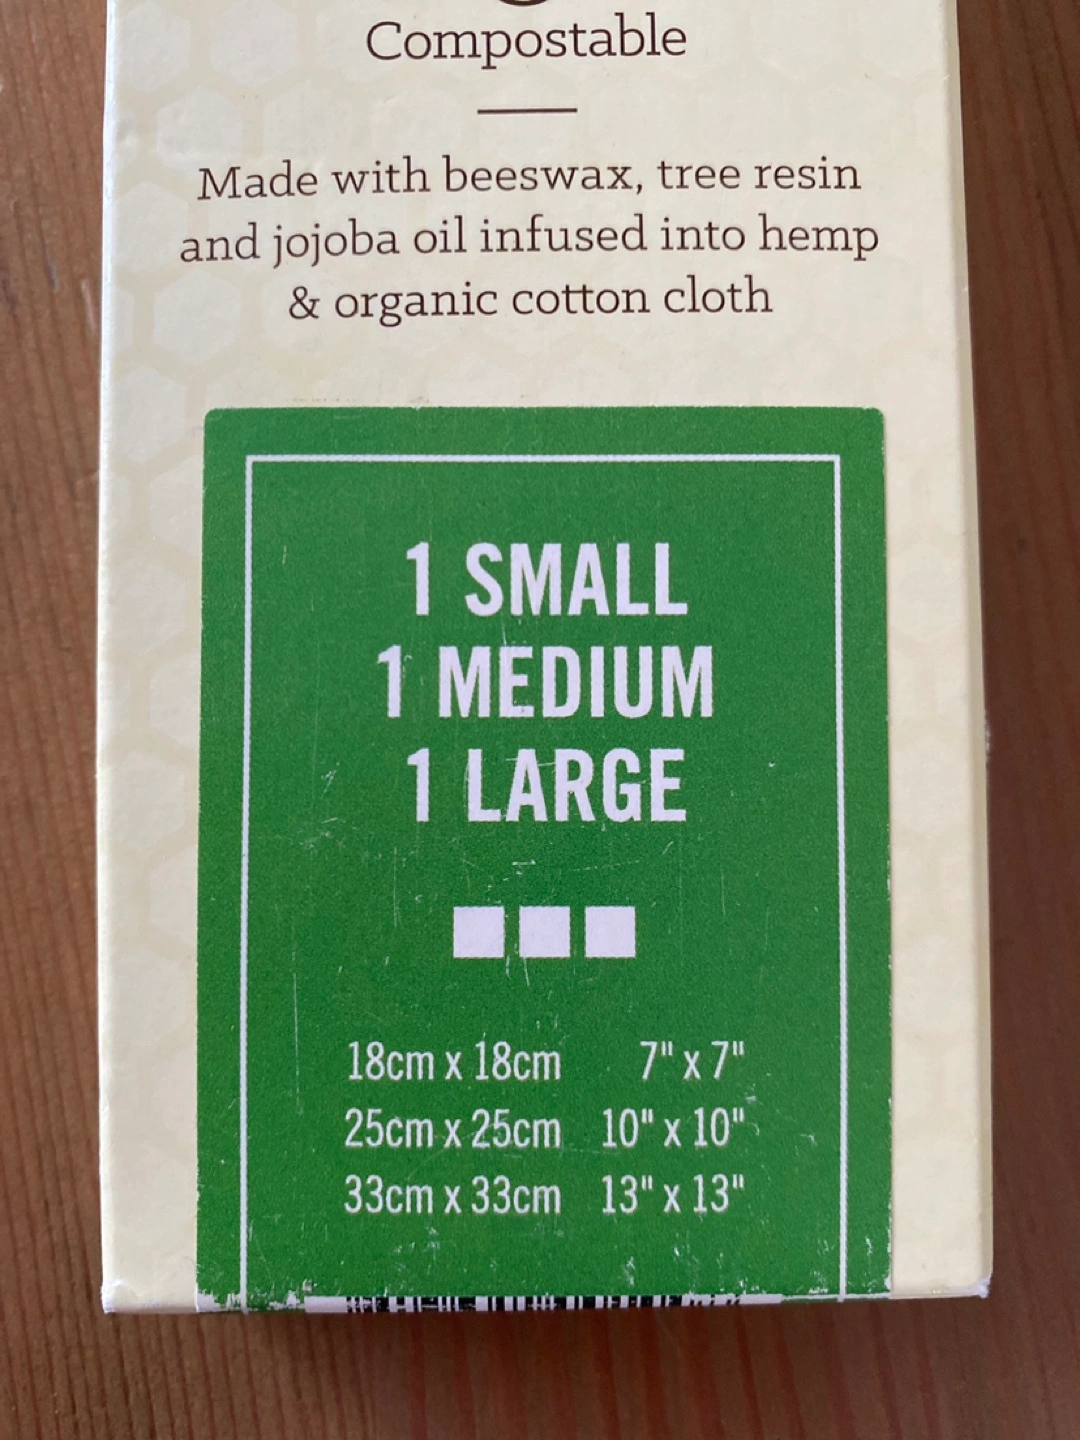 Compostable
Made with beeswax, tree resin
and jojoba oil infused into hemp
& organic cotton cloth
1 SMALL
1 MEDIUM
1 LARGE
18cm x 18cm 7" x 7"
25cm x 25cm 10" x 10"
33cm x 33cm 13" x 13"